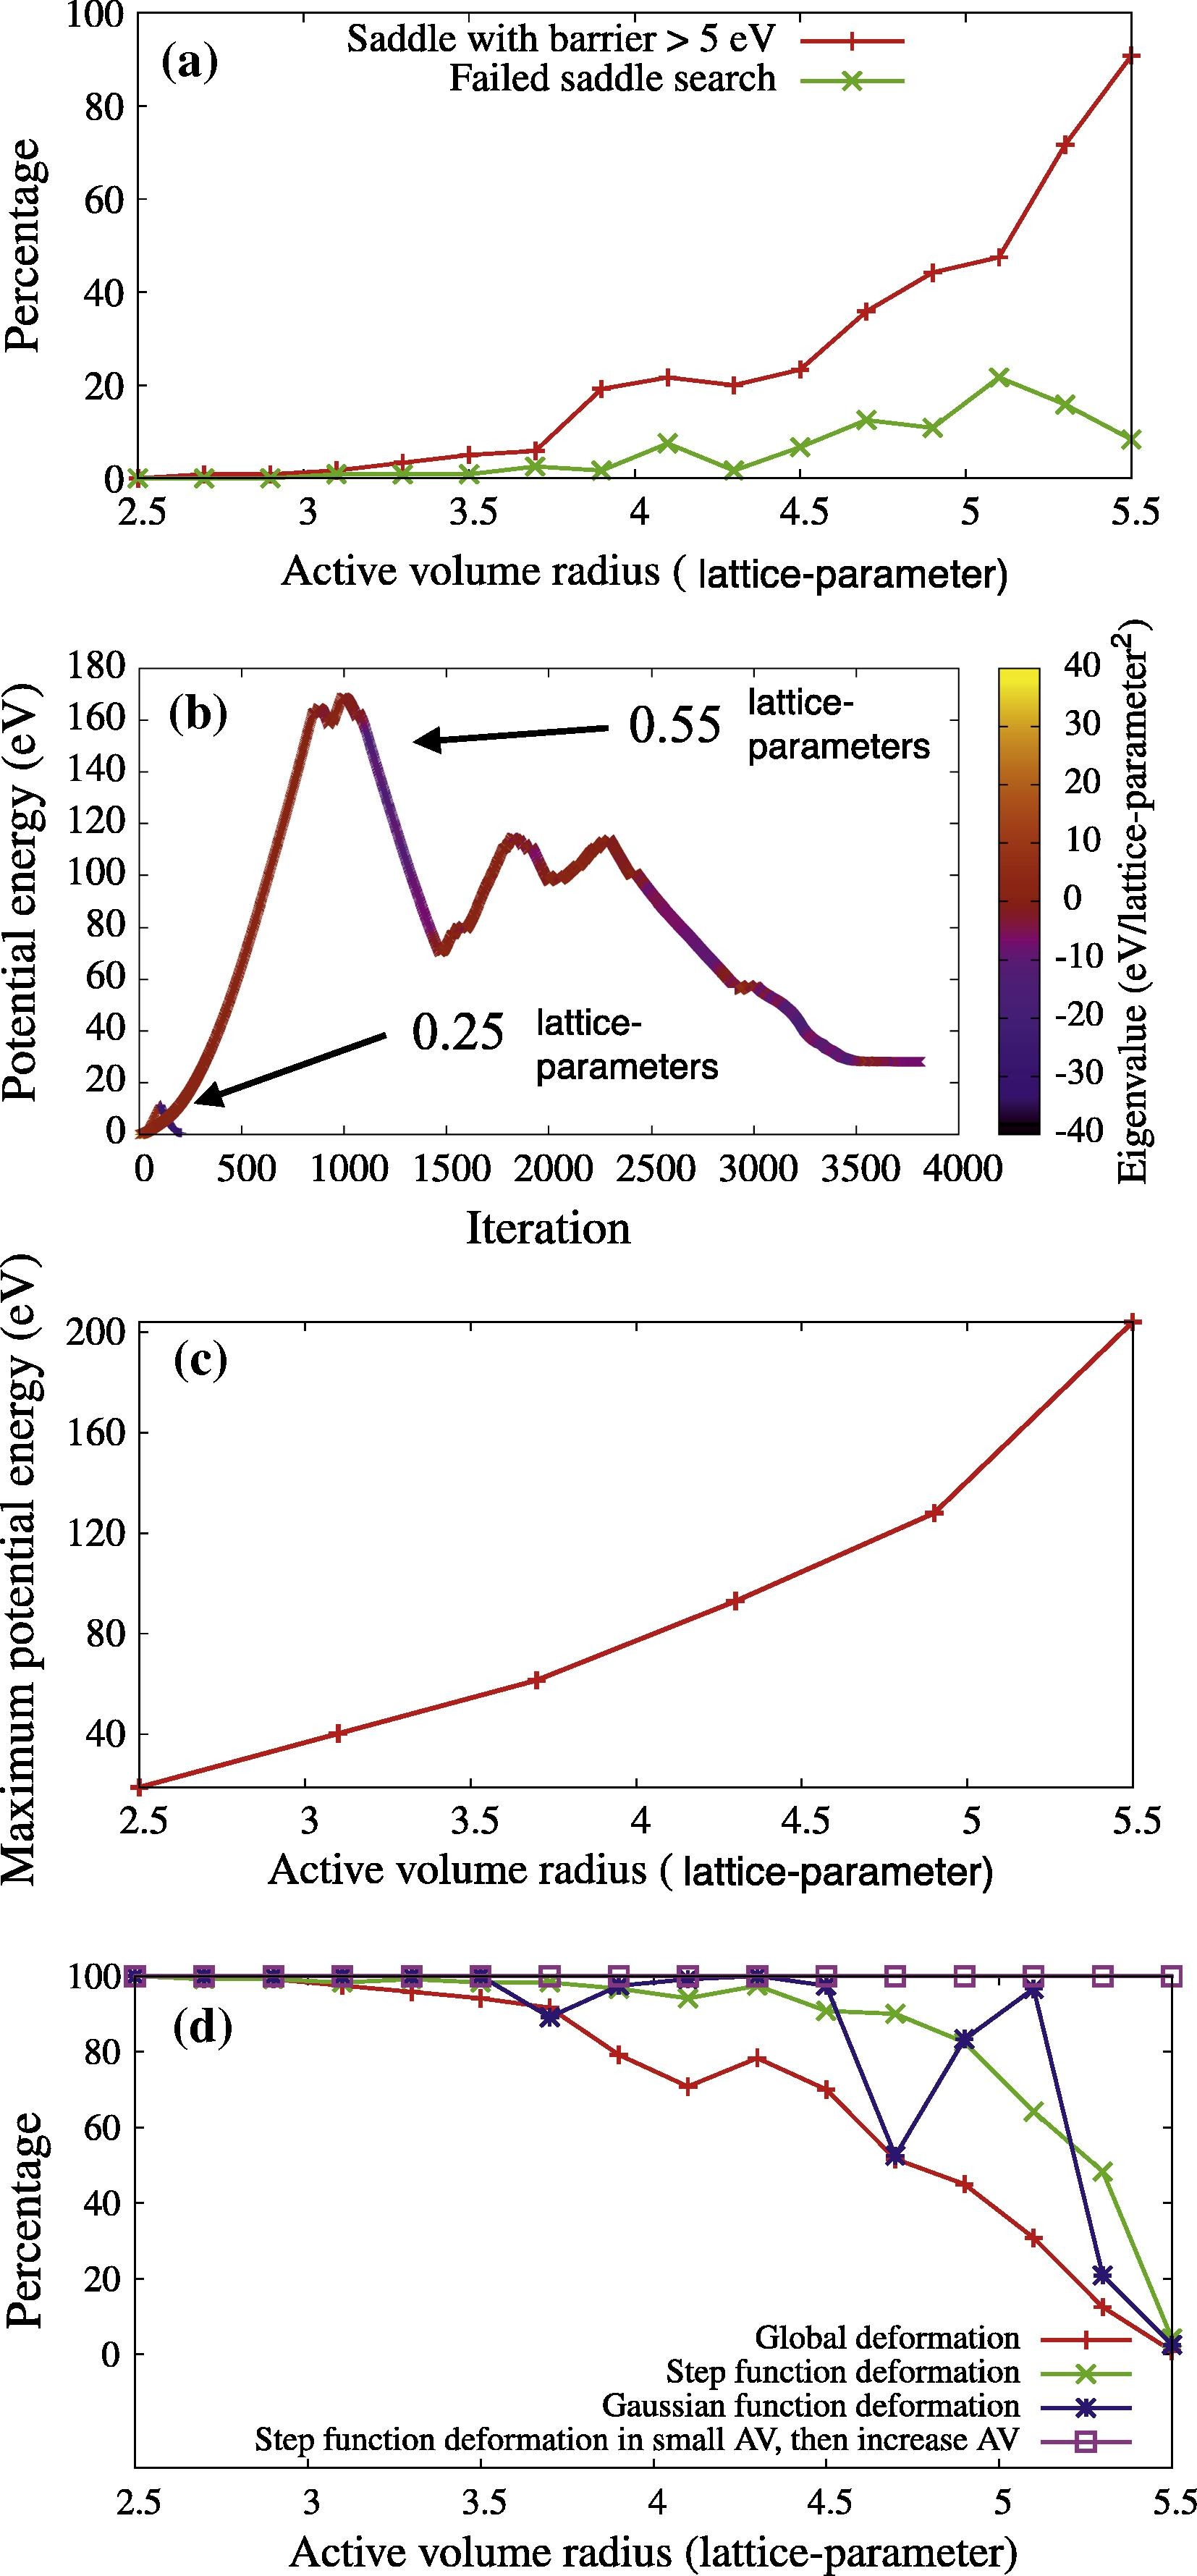 100
80
60
40
20
0
Percentage
(a)
Saddle with barrier > 5 eV
Failed saddle search
2.5 3 3.5 4 4.5 5 5.5
Active volume radius ( lattice-parameter)
180
160
140
120
100
80
60
40
20
0
Potential energy (eV)
(b)
0.55 lattice-
parameters
0.25 lattice-
parameters
0 500 1000 1500 2000 2500 3000 3500 4000
Iteration
40
30
20
10
0
-10
-20
-30
-40
Eigenvalue (eV/lattice-parameter²)
200
160
120
80
40
Maximum potential energy (eV)
(c)
2.5 3 3.5 4 4.5 5 5.5
Active volume radius ( lattice-parameter)
100
80
60
40
20
0
Percentage
(d)
Global deformation
Step function deformation
Gaussian function deformation
Step function deformation in small AV, then increase AV
2.5 3 3.5 4 4.5 5 5.5
Active volume radius (lattice-parameter)